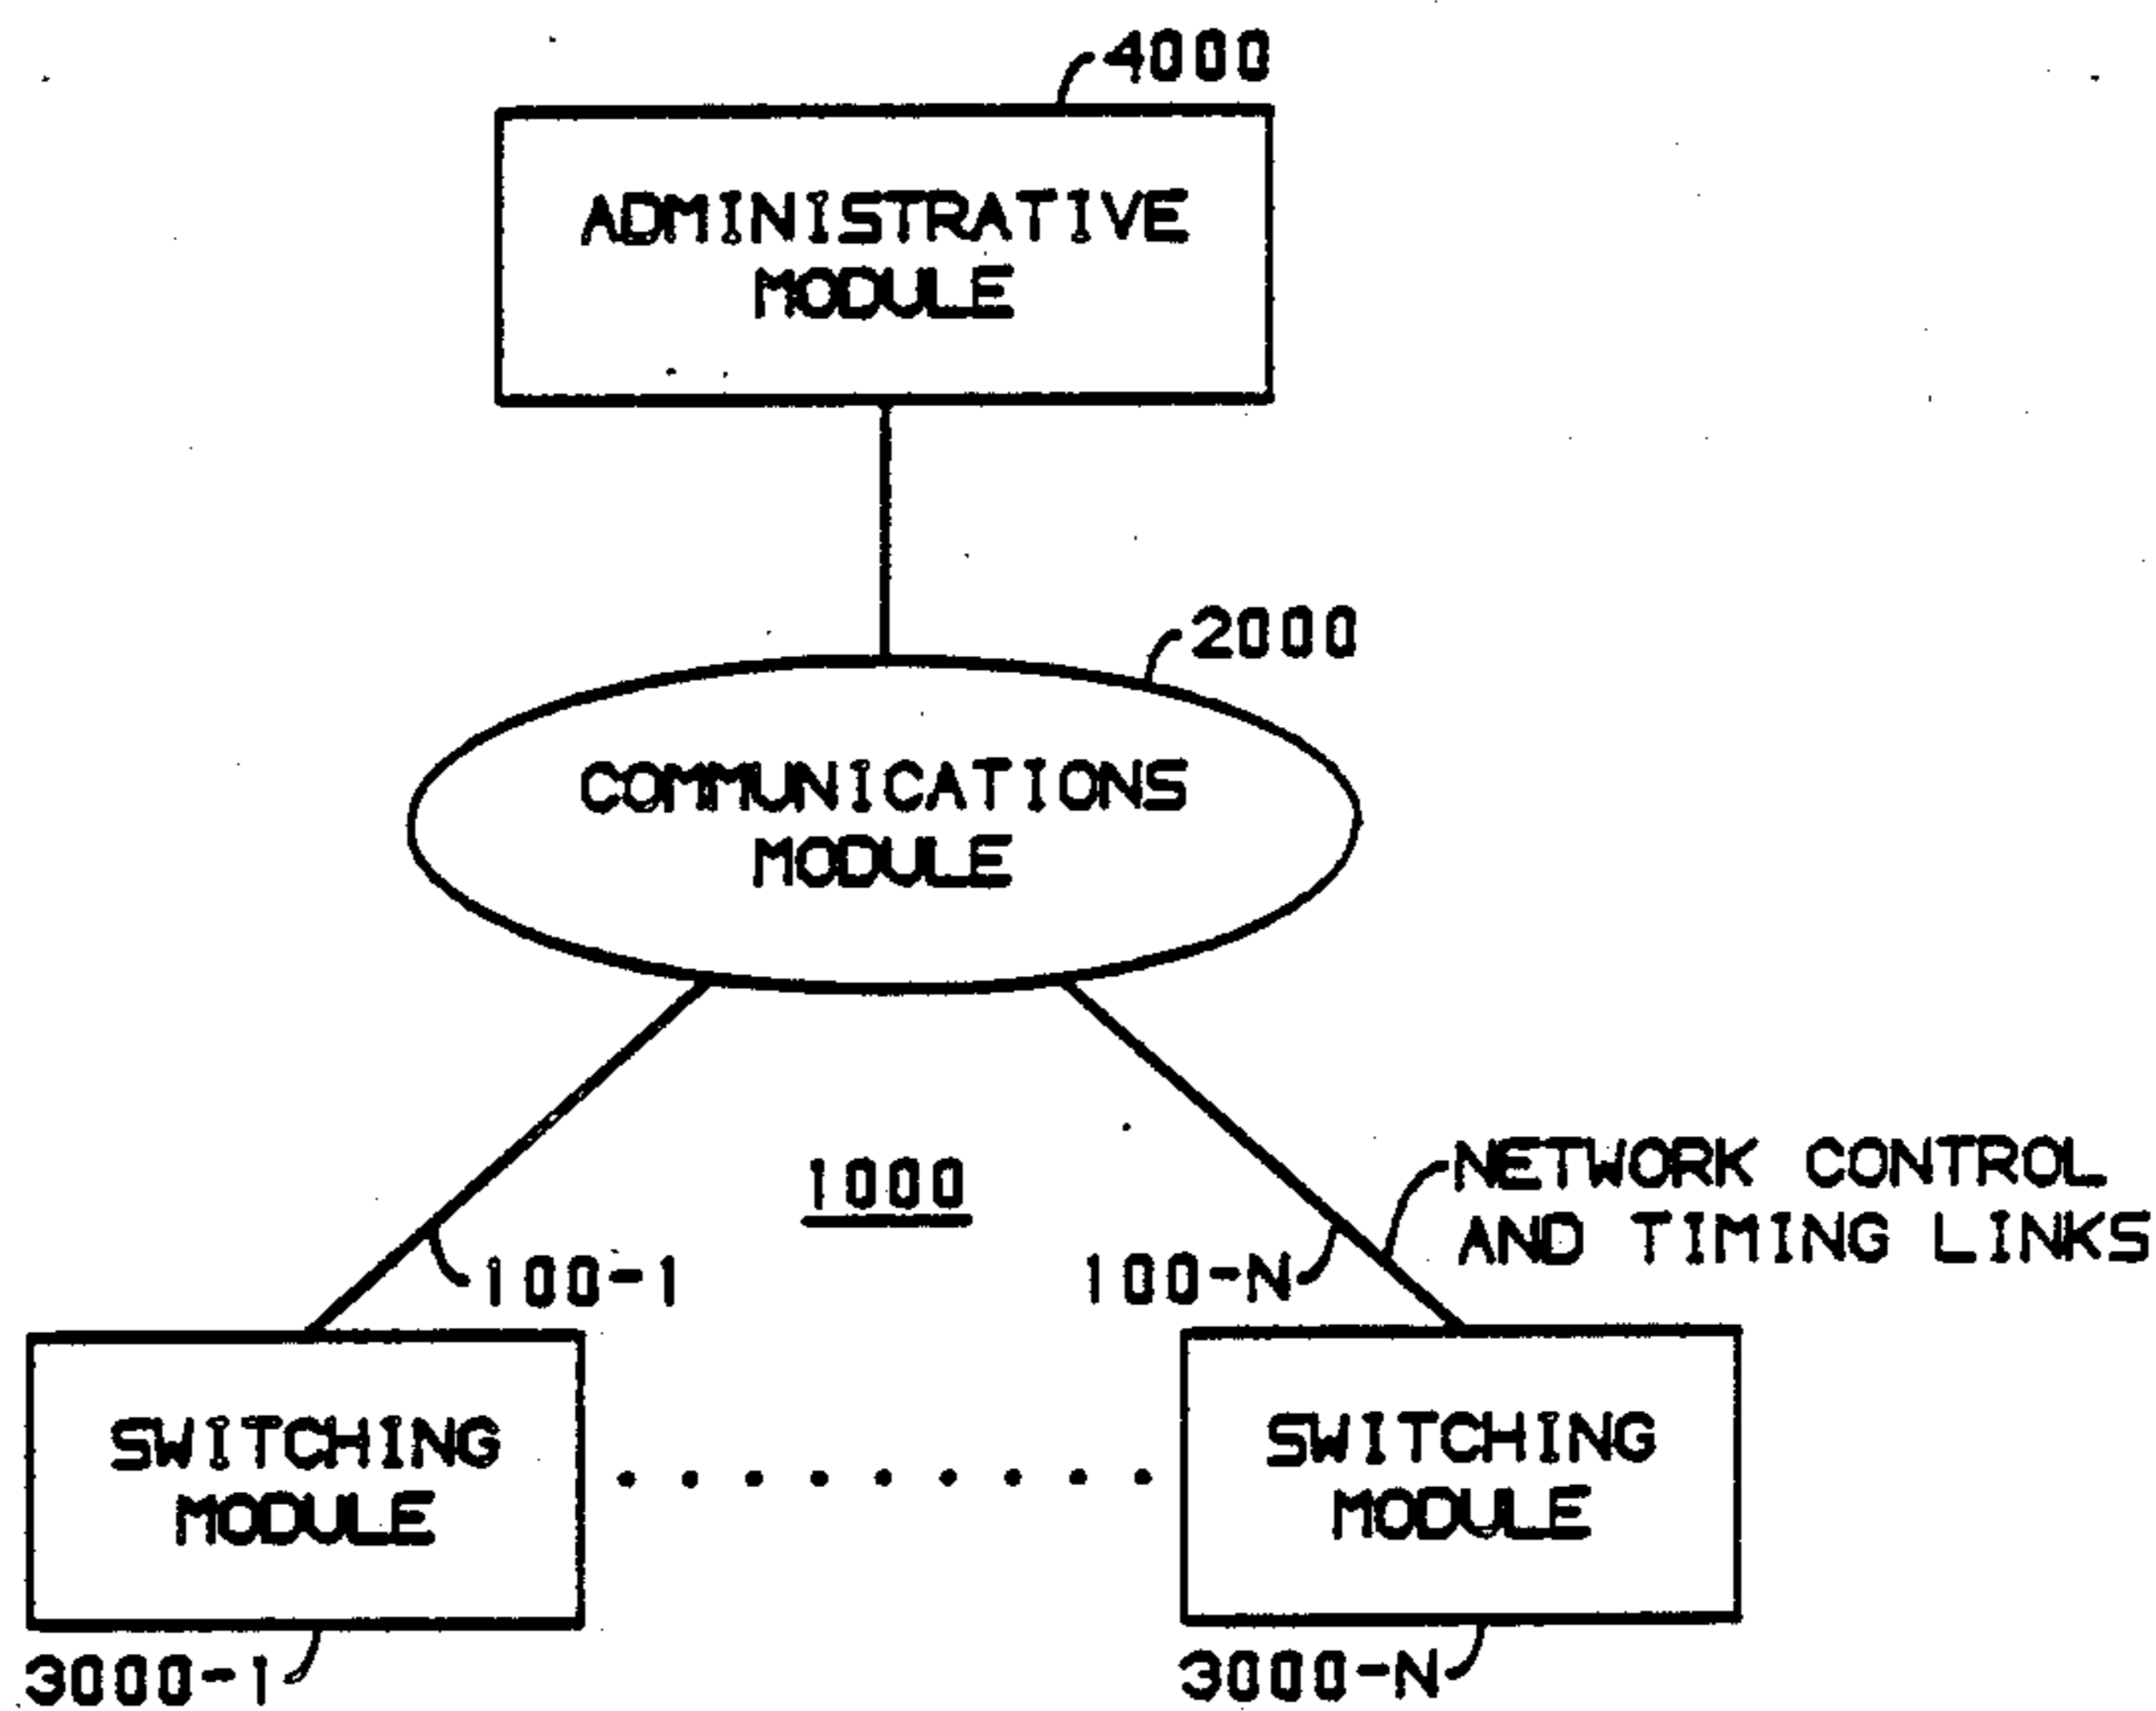 4000
ADMINISTRATIVE
MODULE
2000
COMMUNICATIONS
MODULE
NETWORK CONTROL
AND TIMING LINKS
1000
100-1
100-N
SWITCHING
MODULE
SWITCHING
MODULE
3000-1
3000-N